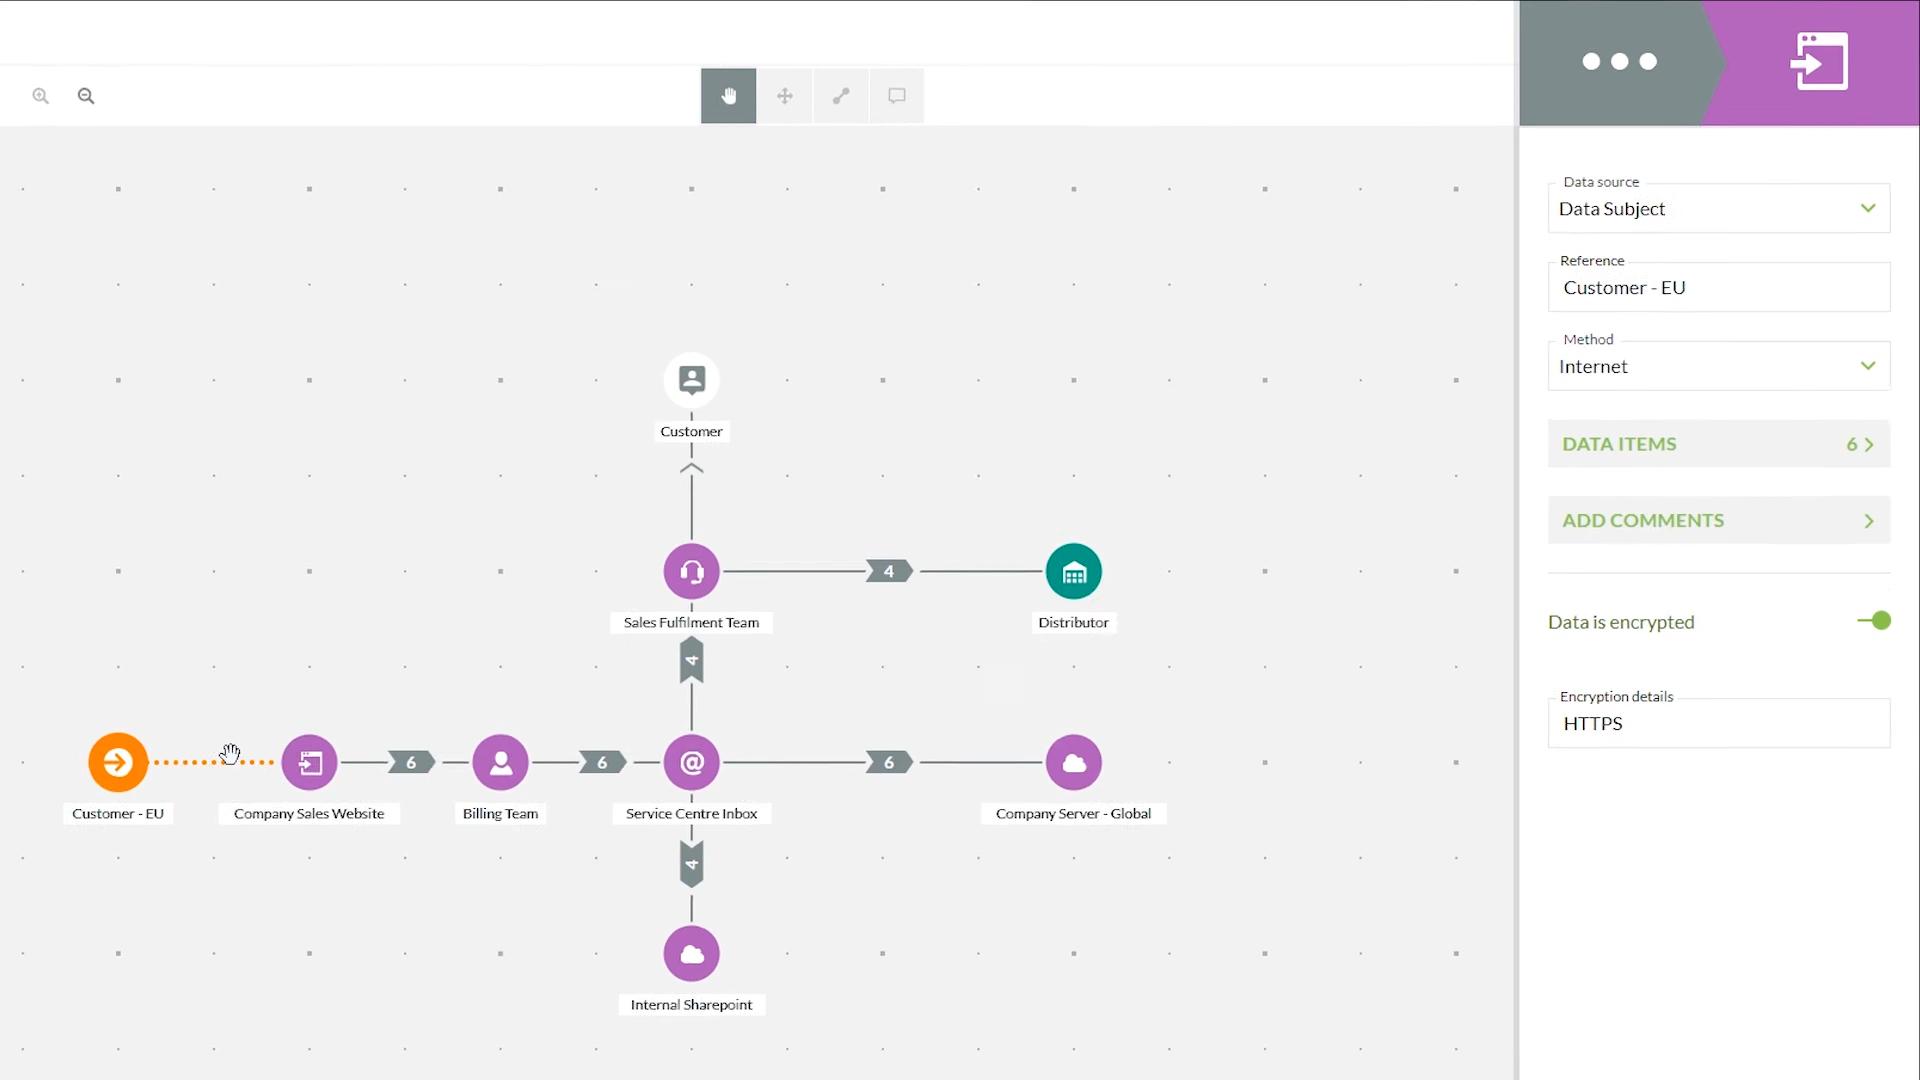 Data source
Data Subject
Reference
Customer - EU
Method
Internet
DATA ITEMS 6
ADD COMMENTS
Data is encrypted
Encryption details
HTTPS
Customer
4
Sales Fulfilment Team
Distributor
4
6
6
@
6
Customer - EU
Company Sales Website
Billing Team
Service Centre Inbox
Company Server - Global
4
Internal Sharepoint